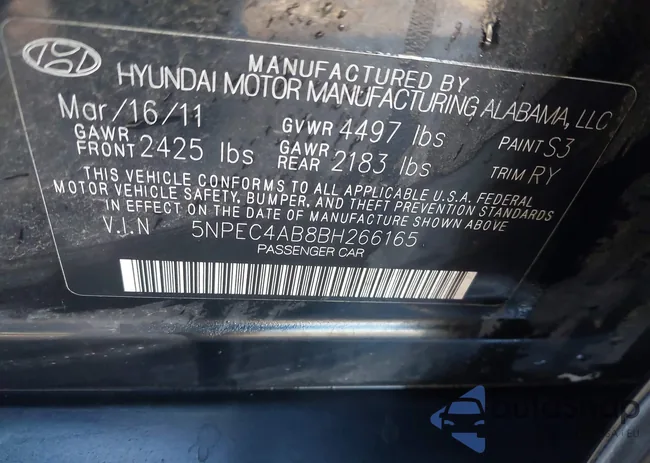 MANUFACTURED BY
HYUNDAI MOTOR MANUFACTURING ALABAMA, LLC
Mar/16/11 GVWR 4497 lbs PAINT S3
GAWR FRONT 2425 lbs GAWR REAR 2183 lbs TRIM RY
THIS VEHICLE CONFORMS TO ALL APPLICABLE U.S.A. FEDERAL
MOTOR VEHICLE SAFETY, BUMPER, AND THEFT PREVENTION STANDARDS
IN EFFECT ON THE DATE OF MANUFACTURE SHOWN ABOVE
V.I.N 5NPEC4AB8BH266165
PASSENGER CAR